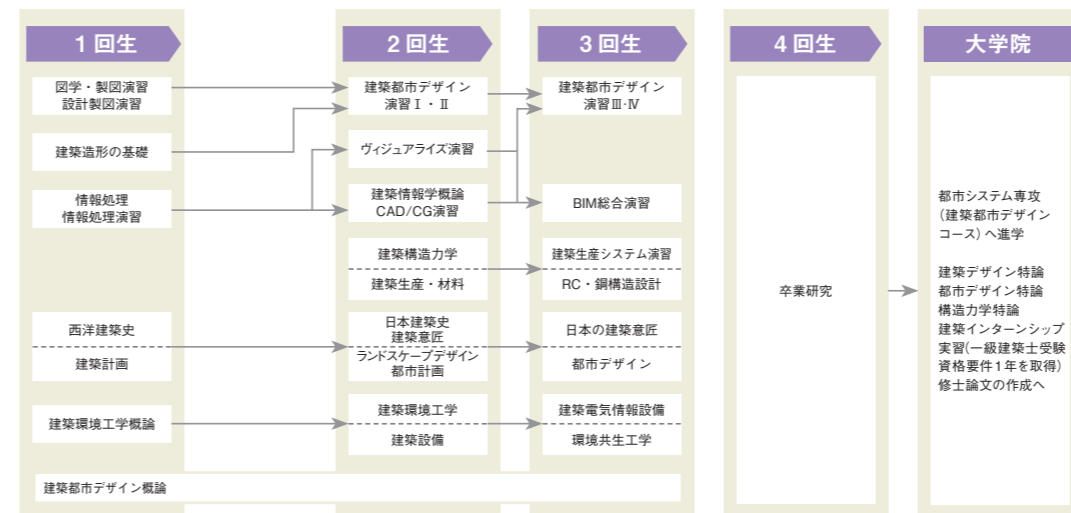 1 回生
図学・製図演習
設計製図演習
建築造形の基礎
情報処理
情報処理演習
西洋建築史
建築計画
建築環境工学概論
建築都市デザイン概論
2 回生
建築都市デザイン
演習Ⅰ・Ⅱ
ヴィジュアライズ演習
建築情報学概論
CAD/CG演習
建築構造力学
建築生産・材料
日本建築史
建築意匠
ランドスケープデザイン
都市計画
建築環境工学
建築設備
3 回生
建築都市デザイン
演習Ⅲ・Ⅳ
BIM総合演習
建築生産システム演習
RC・鋼構造設計
日本の建築意匠
都市デザイン
建築電気情報設備
環境共生工学
4 回生
卒業研究
大学院
都市システム専攻
（建築都市デザイン
コース）へ進学
建築デザイン特論
都市デザイン特論
構造力学特論
建築インターンシップ
実習(一級建築士受験
資格要件1年を取得)
修士論文の作成へ